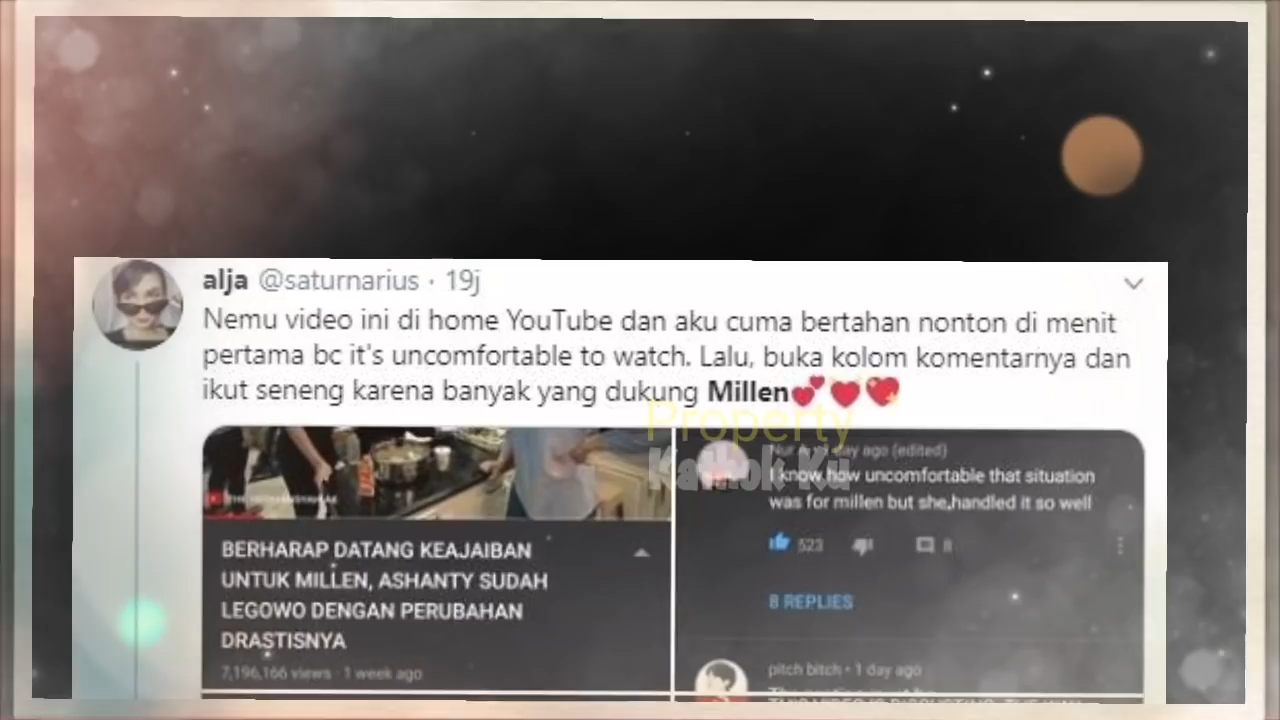 alja @saturnarius · 19j
Nemu video ini di home YouTube dan aku cuma bertahan nonton di menit
pertama bc it's uncomfortable to watch. Lalu, buka kolom komentarnya dan
ikut seneng karena banyak yang dukung Millen💕❤️💖
Property
Kathok Ku
BERHARAP DATANG KEAJAIBAN
UNTUK MILLEN, ASHANTY SUDAH
LEGOWO DENGAN PERUBAHAN
DRASTISNYA
7,196,166 views · 1 week ago
day ago (edited)
I know how uncomfortable that situation
was for millen but she handled it so well
523
8
8 REPLIES
pitch bitch • 1 day ago